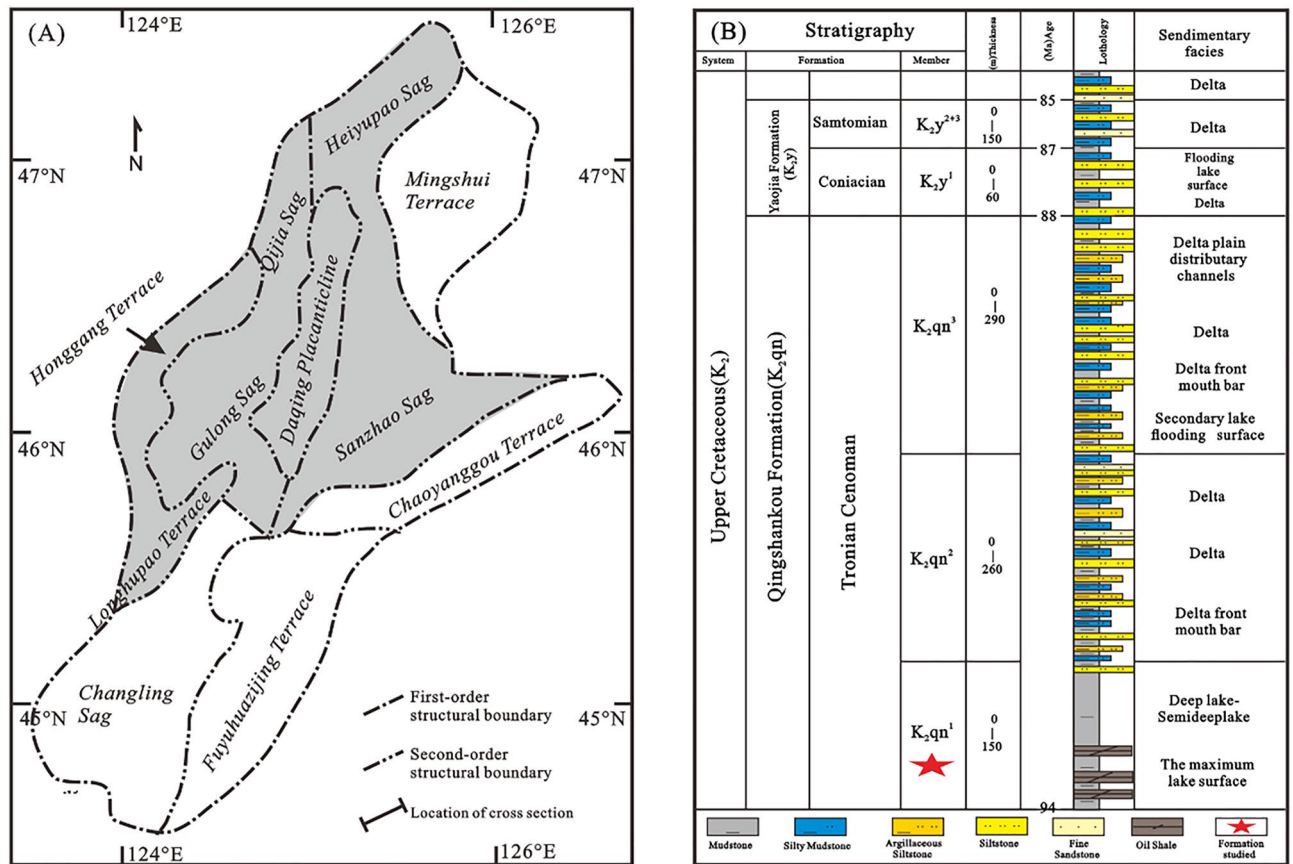 (A)
124°E
126°E
N
47°N
47°N
Heiyupao Sag
Mingshui
Terrace
Qijia Sag
Honggang Terrace
Daqing Placanticline
Gulong Sag
Sanzhao Sag
46°N
46°N
Chaoyanggou Terrace
Longhupao Terrace
Changling
Sag
Fuyuhuazijing Terrace
45°N
45°N
First-order
structural boundary
Second-order
structural boundary
Location of cross section
124°E
126°E
(B)
Stratigraphy
(m)Thickness
(Ma)Age
Lothology
Sendimentary
facies
System
Formation
Member
Delta
85
Yaojia Formation
(K₂y)
Samtomian
K₂y²⁺³
0
150
Delta
87
Coniacian
K₂y¹
0
60
Flooding
lake
surface
Delta
88
Upper Cretaceous(K₂)
Qingshankou Formation(K₂qn)
Tronian Cenoman
K₂qn³
0
290
Delta plain
distributary
channels
Delta
Delta front
mouth bar
Secondary lake
flooding surface
K₂qn²
0
260
Delta
Delta
Delta front
mouth bar
K₂qn¹
0
150
Deep lake-
Semideeplake
The maximum
lake surface
94
Mudstone
Silty Mudstone
Argillaceous
Siltstone
Siltstone
Fine
Sandstone
Oil Shale
Formation
studied